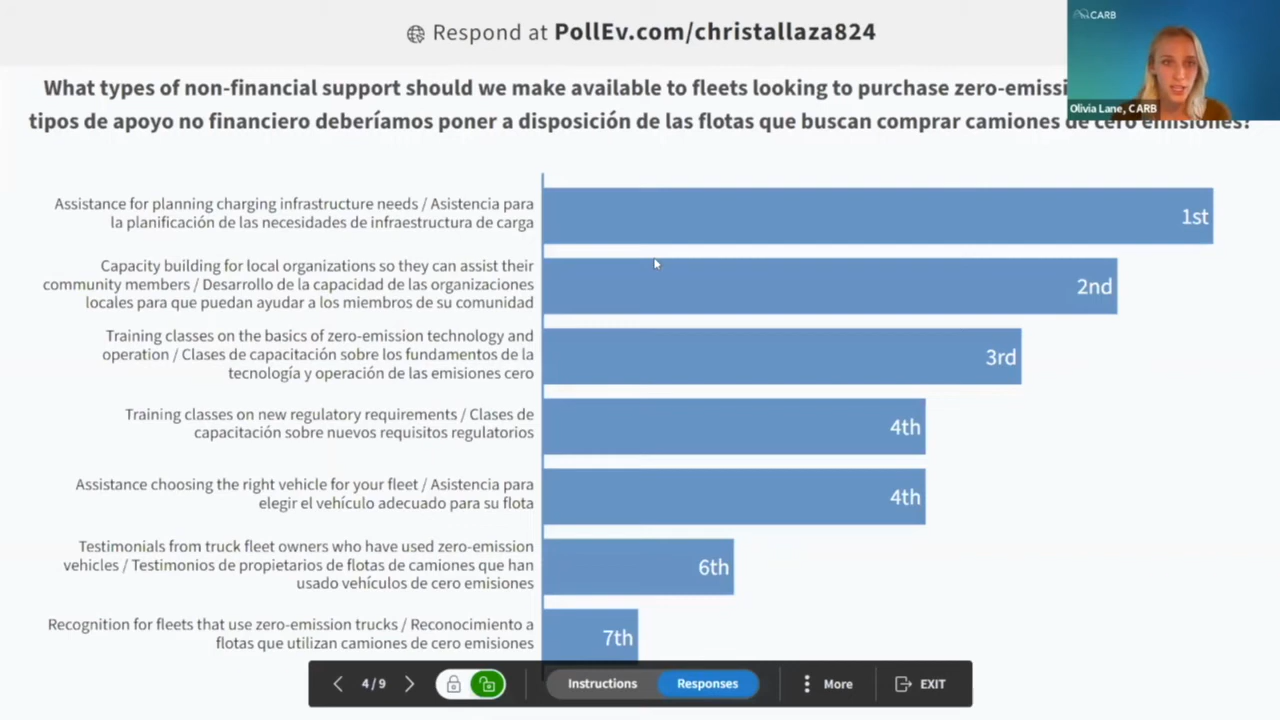 Respond at PollEv.com/christallaza824
CARB
Olivia Lane, CARB
What types of non-financial support should we make available to fleets looking to purchase
tipos de apoyo no financiero deberíamos poner a disposición de las flotas que buscan comprar camiones de cero emisiones?
Assistance for planning charging infrastructure needs / Asistencia para
la planificación de las necesidades de infraestructura de carga
1st
Capacity building for local organizations so they can assist their
community members / Desarrollo de la capacidad de las organizaciones
locales para que puedan ayudar a los miembros de su comunidad
2nd
Training classes on the basics of zero-emission technology and
operation / Clases de capacitación sobre los fundamentos de la
tecnología y operación de las emisiones cero
3rd
Training classes on new regulatory requirements / Clases de
capacitación sobre nuevos requisitos regulatorios
4th
Assistance choosing the right vehicle for your fleet / Asistencia para su
elegir el vehículo adecuado para su flota
4th
Testimonials from truck fleet owners who have used zero-emission
vehicles / Testimonios de propietarios de flotas de camiones que han
usado vehículos de cero emisiones
6th
Recognition for fleets that use zero-emission trucks / Reconocimiento a
flotas que utilizan camiones de cero emisiones
7th
4 / 9
Instructions
Responses
More
EXIT